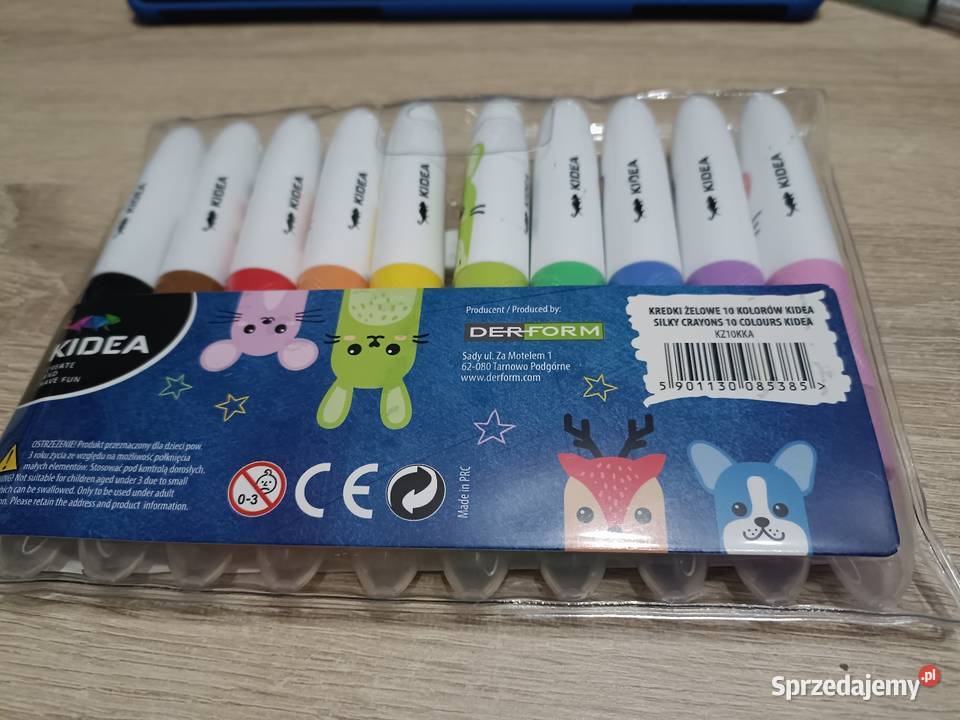 KIDEA
KIDEA
KIDEA
KIDEA
KIDEA
KIDEA
KIDEA
KIDEA
KIDEA
KIDEA
AND
HAVE FUN
Producent / Produced by:
DERFORM
Sady ul. Za Motelem 1
62-080 Tarnowo Podgórne
www.derform.com
KREDKI ŻELOWE 10 KOLORÓW KIDEA
SILKY CRAYONS 10 COLOURS KIDEA
KZ10KKA
5 901130 085385 >
OSTRZEŻENIE! Produkt przeznaczony dla dzieci pow.
3 roku życia ze względu na możliwość połknięcia
małych elementów. Stosować pod kontrolą dorosłych.
Not suitable for children aged under 3 due to small
which can be swallowed. Only to be used under adult
Please retain the address and product information.
0-3
CE
Made in PRC
Sprzedajemy.pl